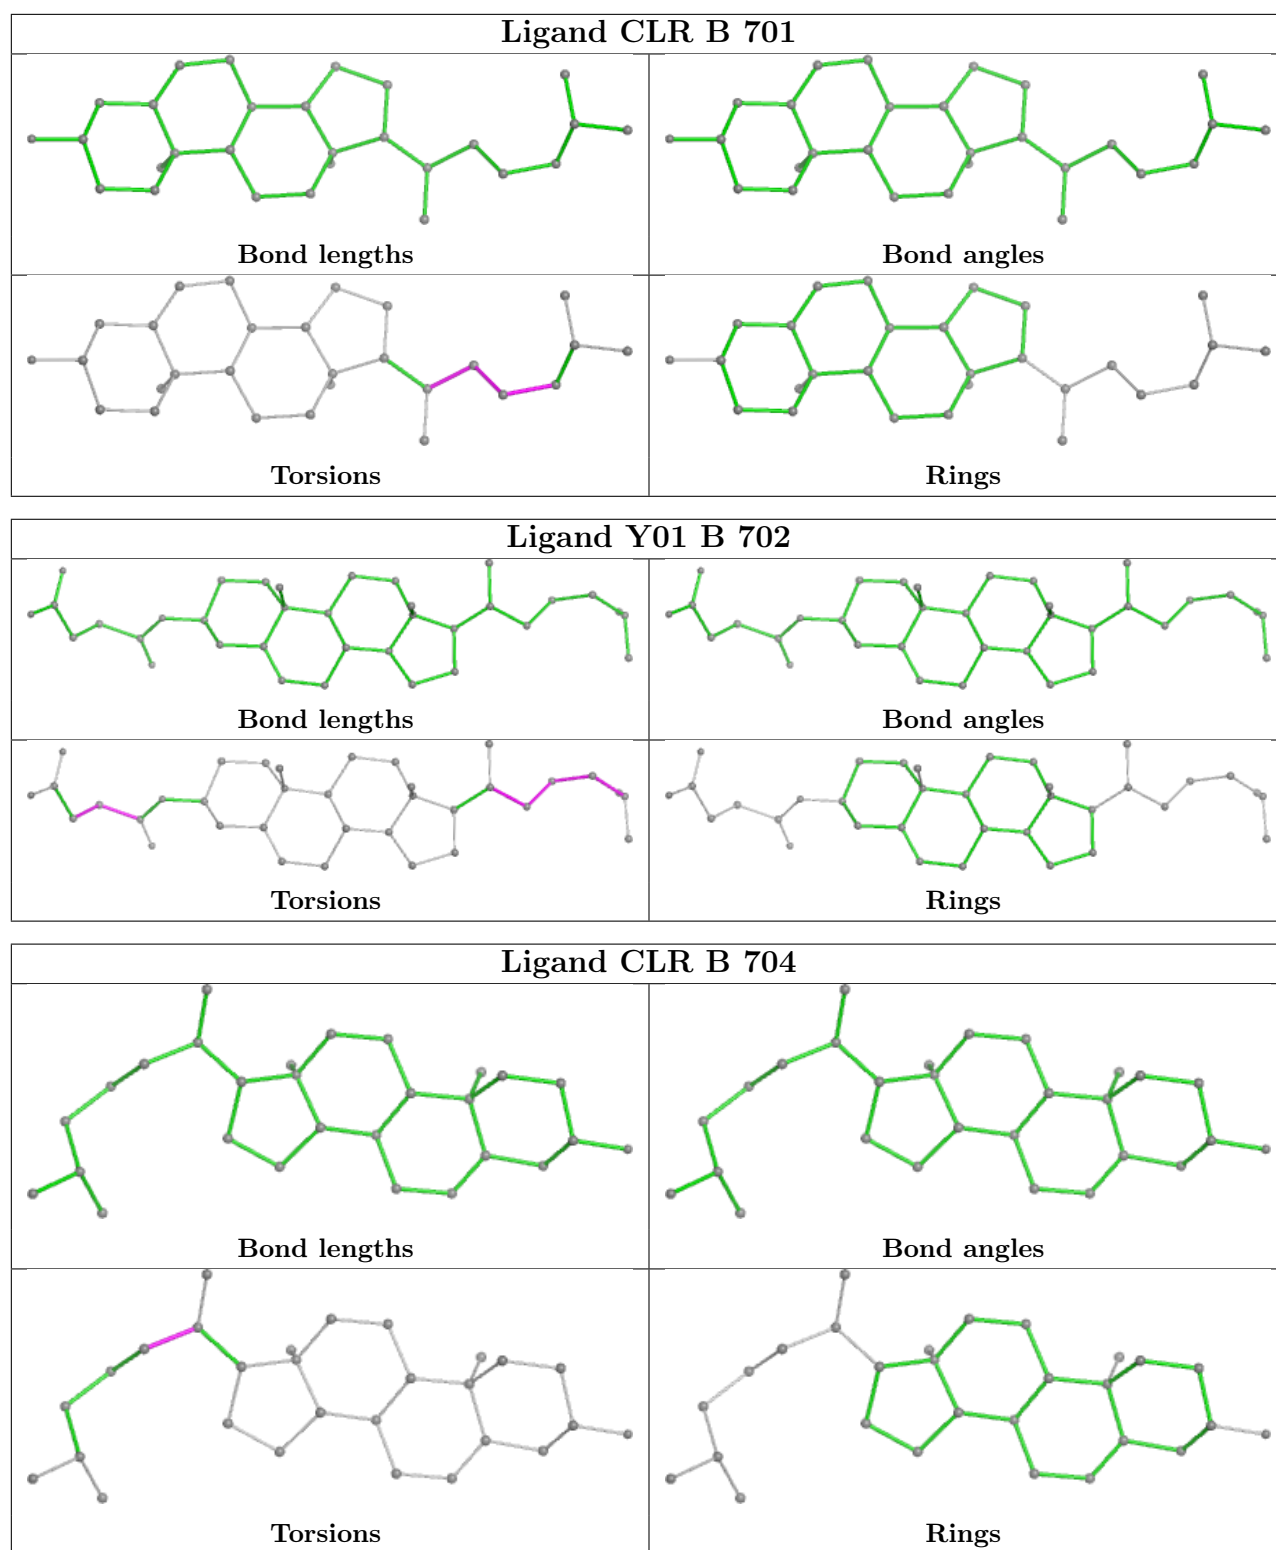 Ligand CLR B 701
Bond lengths
Bond angles
Torsions
Rings
Ligand Y01 B 702
Bond lengths
Bond angles
Torsions
Rings
Ligand CLR B 704
Bond lengths
Bond angles
Torsions
Rings